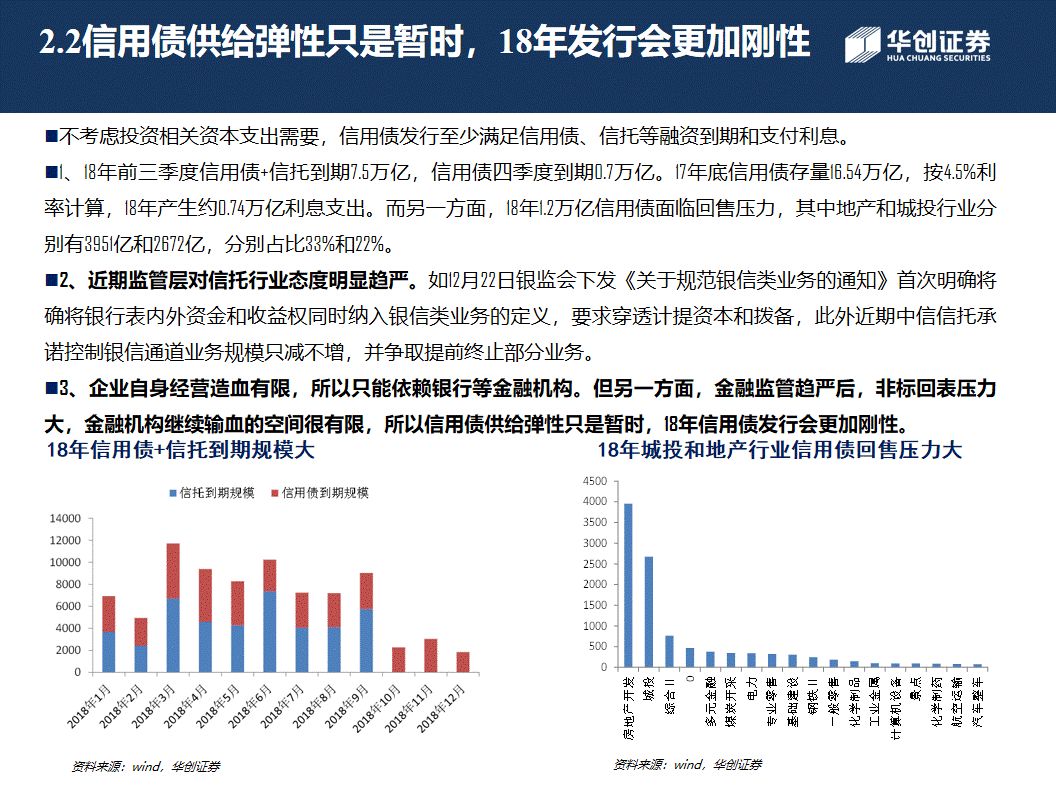 2.2信用债供给弹性只是暂时，18年发行会更加刚性
华创证券
HUA CHUANG SECURITIES
■不考虑投资相关资本支出需要，信用债发行至少满足信用债、信托等融资到期和支付利息。
■1、18年前三季度信用债+信托到期7.5万亿，信用债四季度到期0.7万亿。17年底信用债存量16.54万亿，按4.5%利
率计算，18年产生约0.74万亿利息支出。而另一方面，18年1.2万亿信用债面临回售压力，其中地产和城投行业分
别有3951亿和2672亿，分别占比33%和22%。
■2、近期监管层对信托行业态度明显趋严。如12月22日银监会下发《关于规范银信类业务的通知》首次明确将
确将银行表内外资金和收益权同时纳入银信类业务的定义，要求穿透计提资本和拨备，此外近期中信信托承
诺控制银信通道业务规模只减不增，并争取提前终止部分业务。
■3、企业自身经营造血有限，所以只能依赖银行等金融机构。但另一方面，金融监管趋严后，非标回表压力
大，金融机构继续输血的空间很有限，所以信用债供给弹性只是暂时，18年信用债发行会更加刚性。
18年信用债+信托到期规模大
信托到期规模 信用债到期规模
14000
12000
10000
8000
6000
4000
2000
0
2018年1月
2018年2月
2018年3月
2018年4月
2018年5月
2018年6月
2018年7月
2018年8月
2018年9月
2018年10月
2018年11月
2018年12月
资料来源：wind，华创证券
18年城投和地产行业信用债回售压力大
4500
4000
3500
3000
2500
2000
1500
1000
500
0
房地产开发
城投
综合Ⅱ
0
多元金融
煤炭开采
电力
专业零售
基础建设
钢铁Ⅱ
一般零售
化学制品
工业金属
计算机设备
景点
化学制药
航空运输
汽车整车
资料来源：wind，华创证券